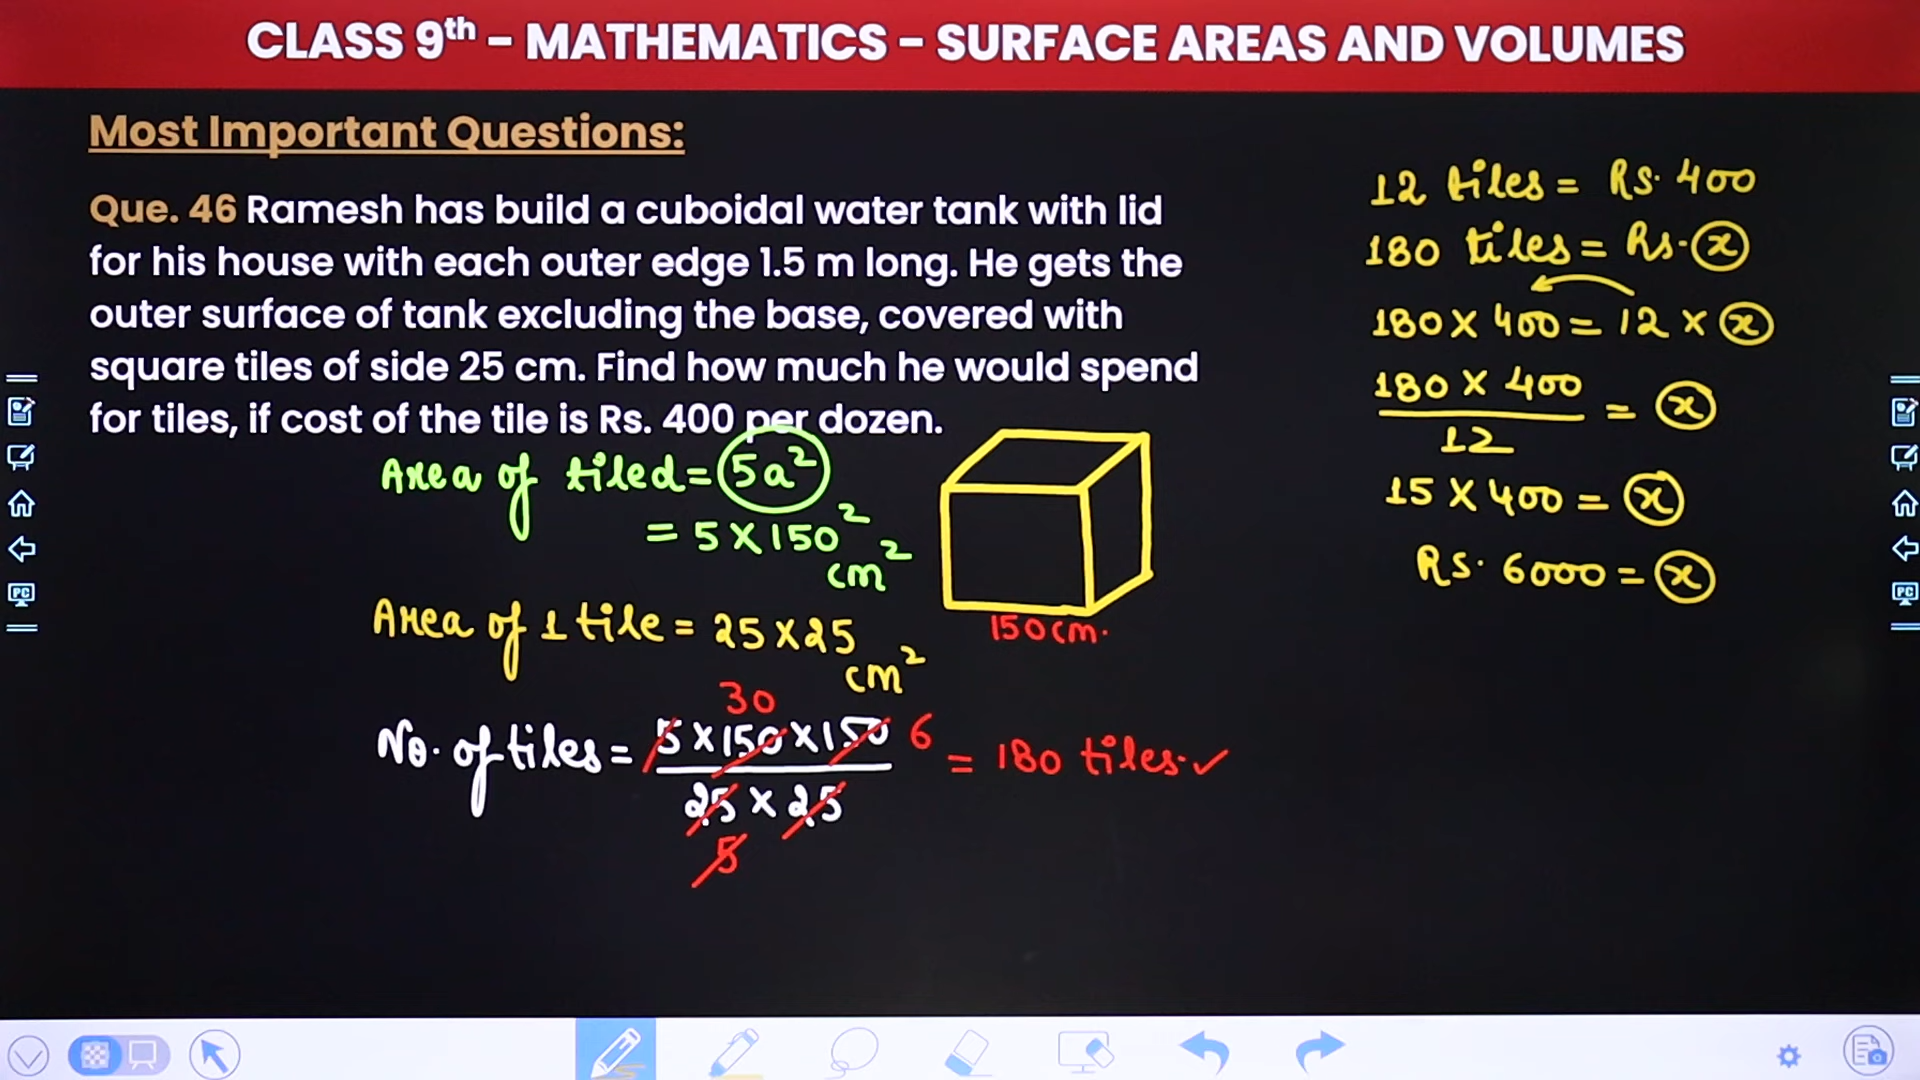 CLASS 9th - MATHEMATICS - SURFACE AREAS AND VOLUMES
Most Important Questions:
Que. 46 Ramesh has build a cuboidal water tank with lid
for his house with each outer edge 1.5 m long. He gets the
outer surface of tank excluding the base, covered with
square tiles of side 25 cm. Find how much he would spend
for tiles, if cost of the tile is Rs. 400 per dozen.
Area of tiled = 5a²
= 5 × 150²
cm²
150 cm.
Area of 1 tile = 25 × 25
cm²
30
No. of tiles = 5 × 150 × 150 6 = 180 tiles. ✓
25 × 25
5
12 tiles = Rs. 400
180 tiles = Rs. x
180 × 400 = 12 × x
180 × 400 = x
12
15 × 400 = x
Rs. 6000 = x
PC
PC